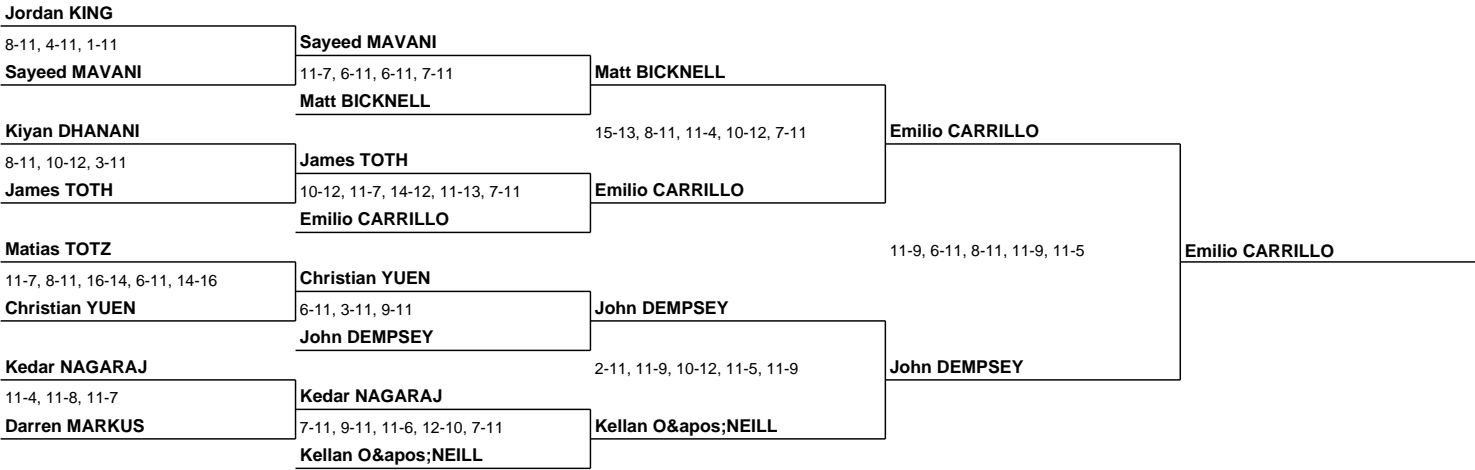 Jordan KING
8-11, 4-11, 1-11
Sayeed MAVANI
Sayeed MAVANI
11-7, 6-11, 6-11, 7-11
Matt BICKNELL
Matt BICKNELL
Kiyan DHANANI
8-11, 10-12, 3-11
James TOTH
James TOTH
10-12, 11-7, 14-12, 11-13, 7-11
Emilio CARRILLO
Emilio CARRILLO
15-13, 8-11, 11-4, 10-12, 7-11
Emilio CARRILLO
Matias TOTZ
11-7, 8-11, 16-14, 6-11, 14-16
Christian YUEN
Christian YUEN
6-11, 3-11, 9-11
John DEMPSEY
John DEMPSEY
Kedar NAGARAJ
11-4, 11-8, 11-7
Darren MARKUS
Kedar NAGARAJ
7-11, 9-11, 11-6, 12-10, 7-11
Kellan O&apos;NEILL
Kellan O&apos;NEILL
2-11, 11-9, 10-12, 11-5, 11-9
John DEMPSEY
11-9, 6-11, 8-11, 11-9, 11-5
Emilio CARRILLO